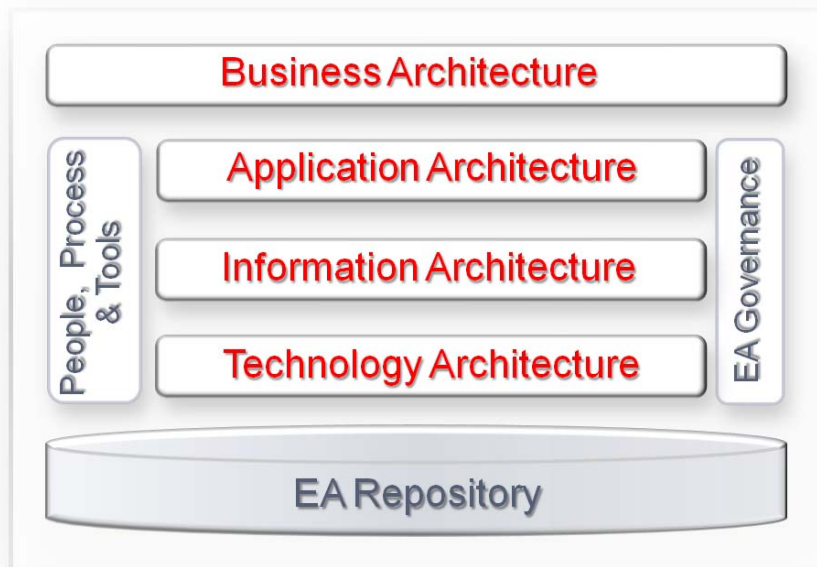 Business Architecture
People, Process
& Tools
Application Architecture
Information Architecture
Technology Architecture
EA Governance
EA Repository